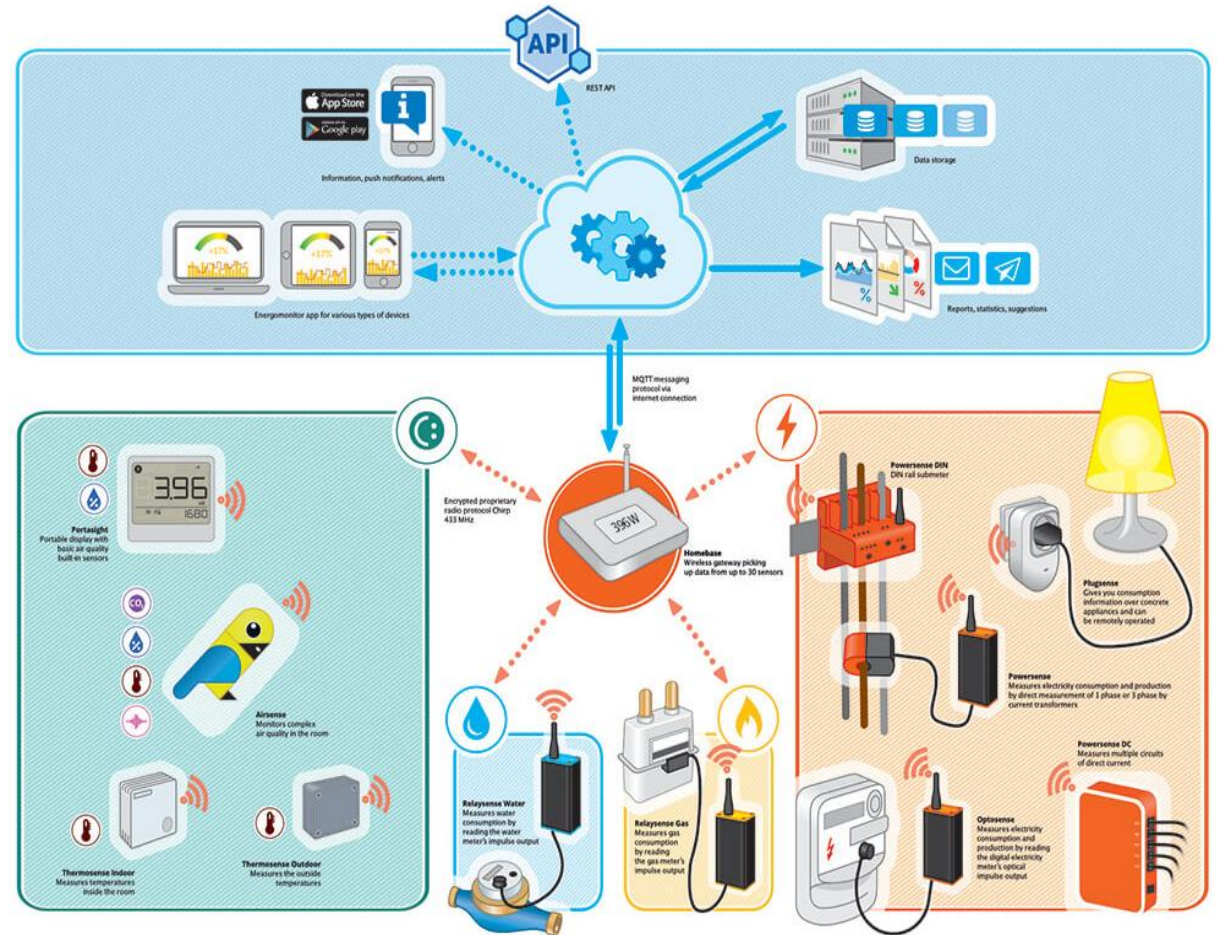 API
REST API
Download on the
App Store
Google play
i
Information, push notifications, alerts
Data storage
+17%
+17%
+17%
Energomonitor app for various types of devices
%
%
Reports, statistics, suggestions
MQTT messaging
protocol via
internet connection
Encrypted proprietary
radio protocol Chirp
433 MHz
396W
Homebase
Wireless gateway picking
up data from up to 30 sensors
3.96
1680
Portasight
Portable display with
basic air quality
built-in sensors
CO₂
%
Airsense
Monitors complex
air quality in the room
Thermosense Indoor
Measures temperatures
inside the room
Thermosense Outdoor
Measures the outside
temperatures
Relaysense Water
Measures water
consumption by
reading the water
meter's impulse output
Relaysense Gas
Measures gas
consumption
by reading
the gas meter's
impulse output
Powersense DIN
DIN rail submeter
Plugsense
Gives you consumption
information over concrete
appliances and can
be remotely operated
Powersense
Measures electricity consumption and production
by direct measurement of 1 phase or 3 phase by
current transformers
Powersense DC
Measures multiple circuits
of direct current
Optosense
Measures electricity
consumption and
production by reading
the digital electricity
meter's optical
impulse output